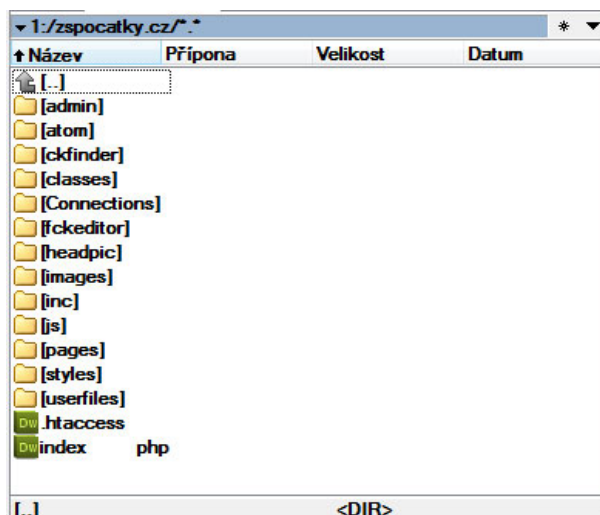 1:/zspocatky.cz/*.*
Název Přípona Velikost Datum
[..]
[admin]
[atom]
[ckfinder]
[classes]
[Connections]
[fckeditor]
[headpic]
[images]
[inc]
[js]
[pages]
[styles]
[userfiles]
Dw .htaccess
Dw index php
[..] <DIR>